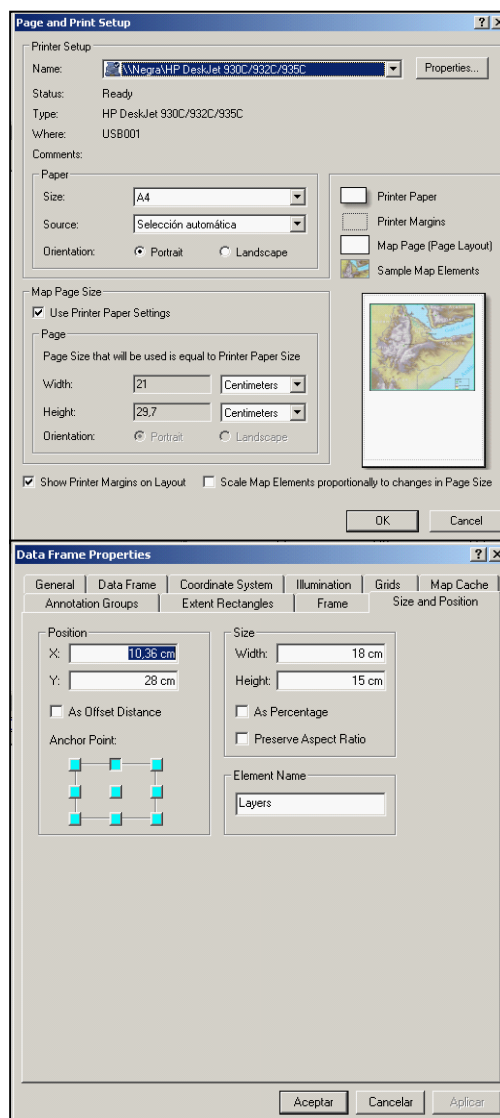 Page and Print Setup
Printer Setup
Name: \\Negra\HP DeskJet 930C/932C/935C Properties...
Status: Ready
Type: HP DeskJet 930C/932C/935C
Where: USB001
Comments:
Paper
Size: A4
Source: Selección automática
Orientation: Portrait Landscape
Printer Paper
Printer Margins
Map Page (Page Layout)
Sample Map Elements
Map Page Size
Use Printer Paper Settings
Page
Page Size that will be used is equal to Printer Paper Size
Width: 21 Centimeters
Height: 29,7 Centimeters
Orientation: Portrait Landscape
Show Printer Margins on Layout Scale Map Elements proportionally to changes in Page Size
OK Cancel
Data Frame Properties
General Data Frame Coordinate System Illumination Grids Map Cache
Annotation Groups Extent Rectangles Frame Size and Position
Position
X: 10,36 cm
Y: 28 cm
As Offset Distance
Anchor Point:
Size
Width: 18 cm
Height: 15 cm
As Percentage
Preserve Aspect Ratio
Element Name
Layers
Aceptar Cancelar Aplicar